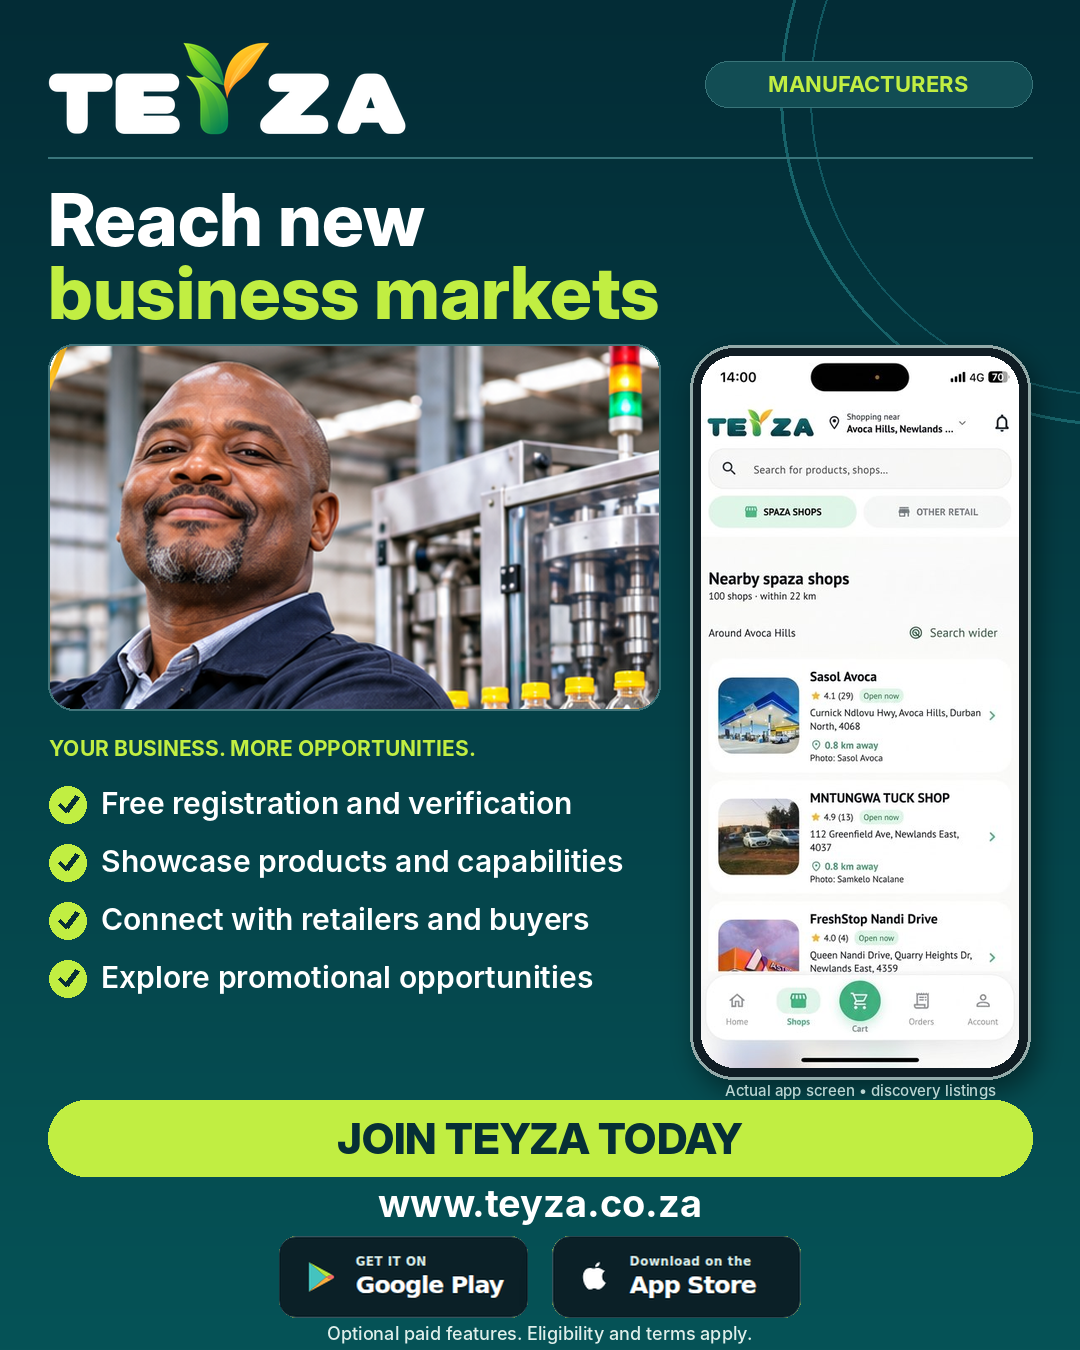 TEYZA
MANUFACTURERS
Reach new
business markets
YOUR BUSINESS. MORE OPPORTUNITIES.
Free registration and verification
Showcase products and capabilities
Connect with retailers and buyers
Explore promotional opportunities
14:00
4G 70
TEYZA
Shopping near
Avoca Hills, Newlands ...
Search for products, shops...
SPAZA SHOPS
OTHER RETAIL
Nearby spaza shops
100 shops · within 22 km
Around Avoca Hills
Search wider
Sasol Avoca
4.1 (29) Open now
Curnick Ndlovu Hwy, Avoca Hills, Durban
North, 4068
0.8 km away
Photo: Sasol Avoca
MNTUNGWA TUCK SHOP
4.9 (13) Open now
112 Greenfield Ave, Newlands East,
4037
0.8 km away
Photo: Samkelo Ncalane
FreshStop Nandi Drive
4.0 (4) Open now
Queen Nandi Drive, Quarry Heights Dr,
Newlands East, 4359
Home
Shops
Cart
Orders
Account
Actual app screen • discovery listings
JOIN TEYZA TODAY
www.teyza.co.za
GET IT ON
Google Play
Download on the
App Store
Optional paid features. Eligibility and terms apply.